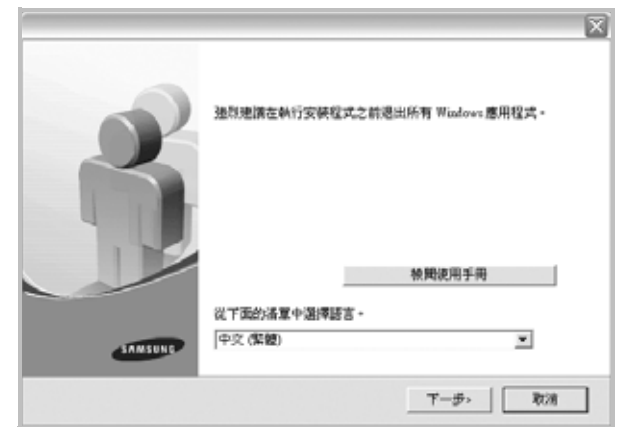 強烈建議在執行安裝程式之前退出所有 Windows 應用程式。
檢閱使用手冊
從下面的清單中選擇語言。
中文 (繁體)
SAMSUNG
下一步>
取消